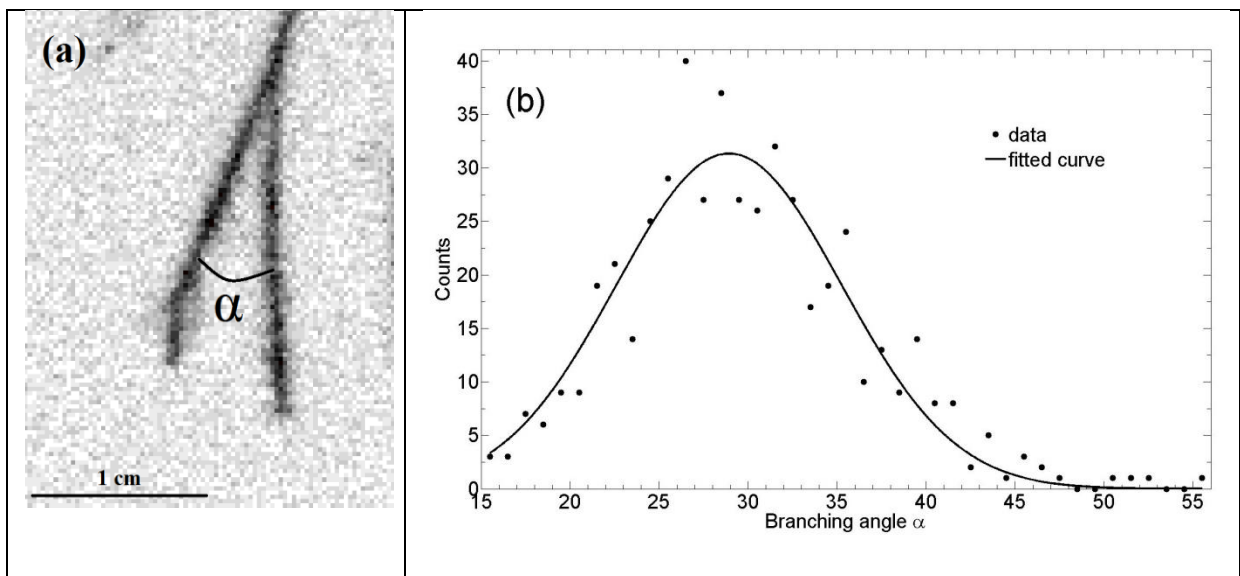 (a)
α
1 cm
(b)
data
fitted curve
Counts
40
35
30
25
20
15
10
5
0
15 20 25 30 35 40 45 50 55
Branching angle α